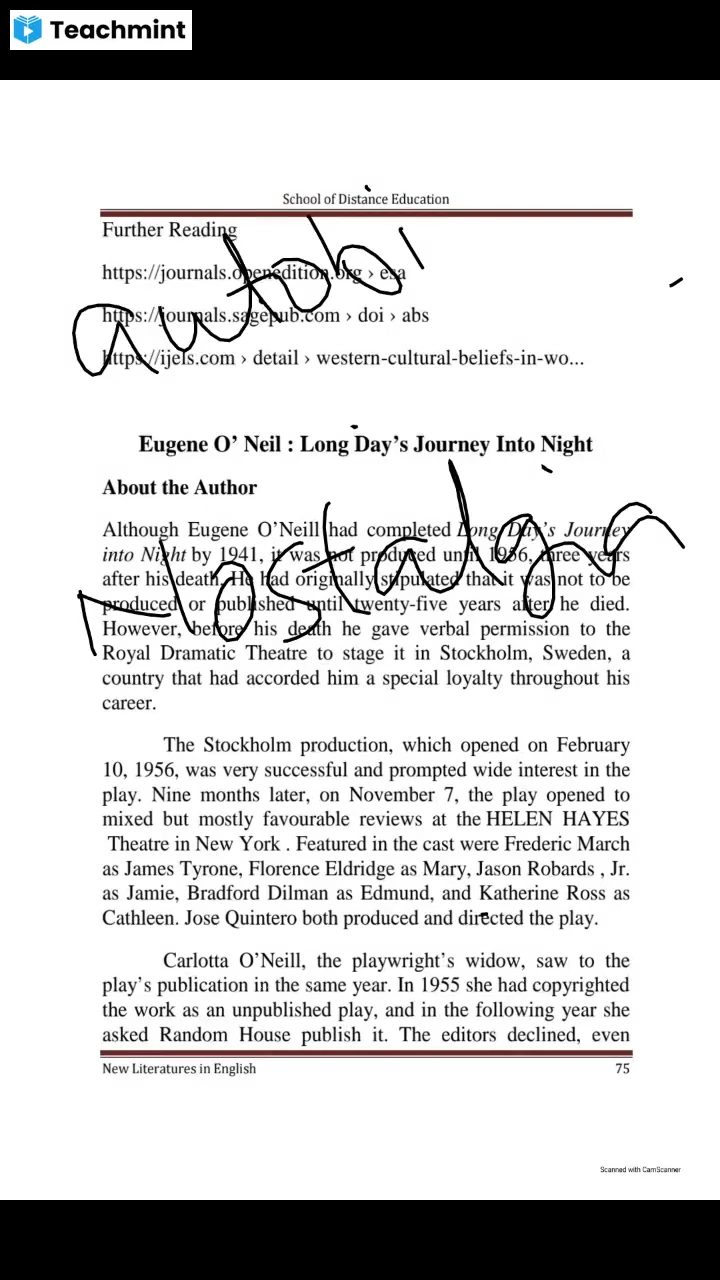 Teachmint
School of Distance Education
Further Reading
https://journals.openedition.org › esa
autobi
https://journals.sagepub.com › doi › abs
https://ijels.com › detail › western-cultural-beliefs-in-wo...
Eugene O’ Neil : Long Day’s Journey Into Night
About the Author
Although Eugene O’Neill had completed Long Day’s Journey
into Night by 1941, it was not produced until 1956, three years
Nostalgia
after his death. He had originally stipulated that it was not to be
produced or published until twenty-five years after he died.
However, before his death he gave verbal permission to the
Royal Dramatic Theatre to stage it in Stockholm, Sweden, a
country that had accorded him a special loyalty throughout his
career.
The Stockholm production, which opened on February
10, 1956, was very successful and prompted wide interest in the
play. Nine months later, on November 7, the play opened to
mixed but mostly favourable reviews at the HELEN HAYES
Theatre in New York . Featured in the cast were Frederic March
as James Tyrone, Florence Eldridge as Mary, Jason Robards , Jr.
as Jamie, Bradford Dilman as Edmund, and Katherine Ross as
Cathleen. Jose Quintero both produced and directed the play.
Carlotta O’Neill, the playwright’s widow, saw to the
play’s publication in the same year. In 1955 she had copyrighted
the work as an unpublished play, and in the following year she
asked Random House publish it. The editors declined, even
New Literatures in English 75
Scanned with CamScanner